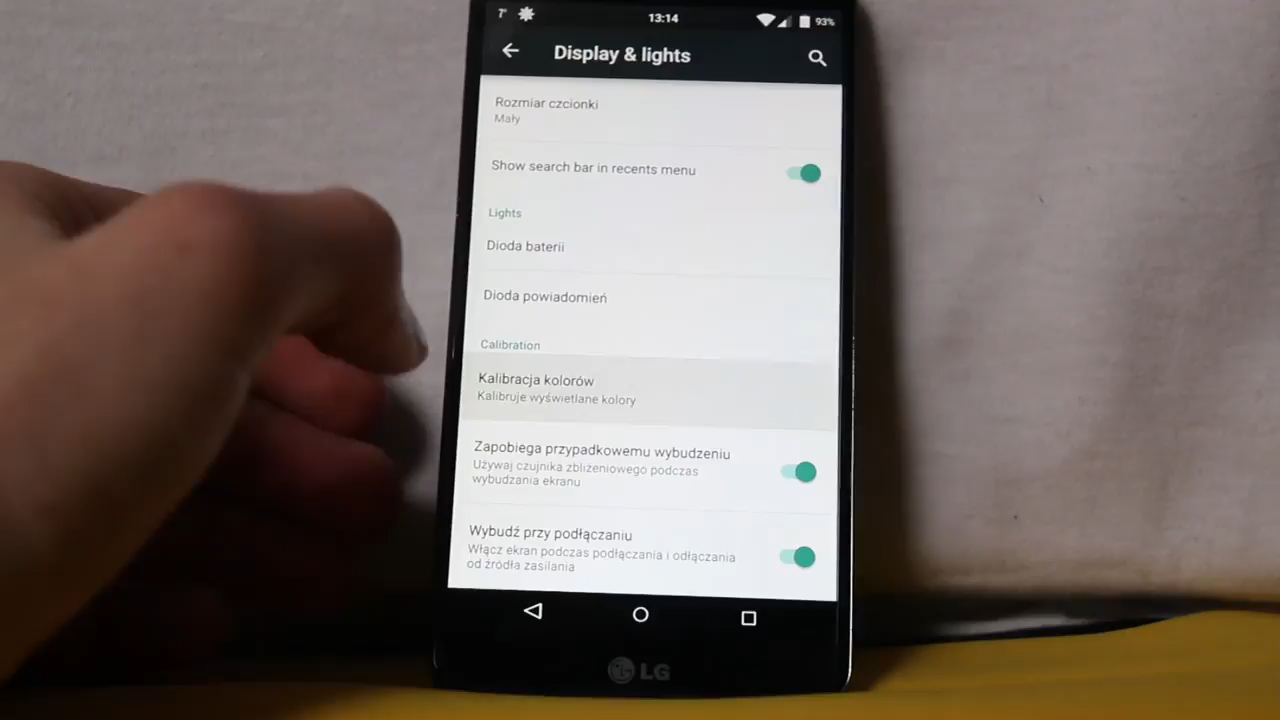 7°
13:14
93%
Display & lights
Rozmiar czcionki
Mały
Show search bar in recents menu
Lights
Dioda baterii
Dioda powiadomień
Calibration
Kalibracja kolorów
Kalibruje wyświetlane kolory
Zapobiega przypadkowemu wybudzeniu
Używaj czujnika zbliżeniowego podczas
wybudzania ekranu
Wybudź przy podłączaniu
Włącz ekran podczas podłączania i odłączania
od źródła zasilania
LG